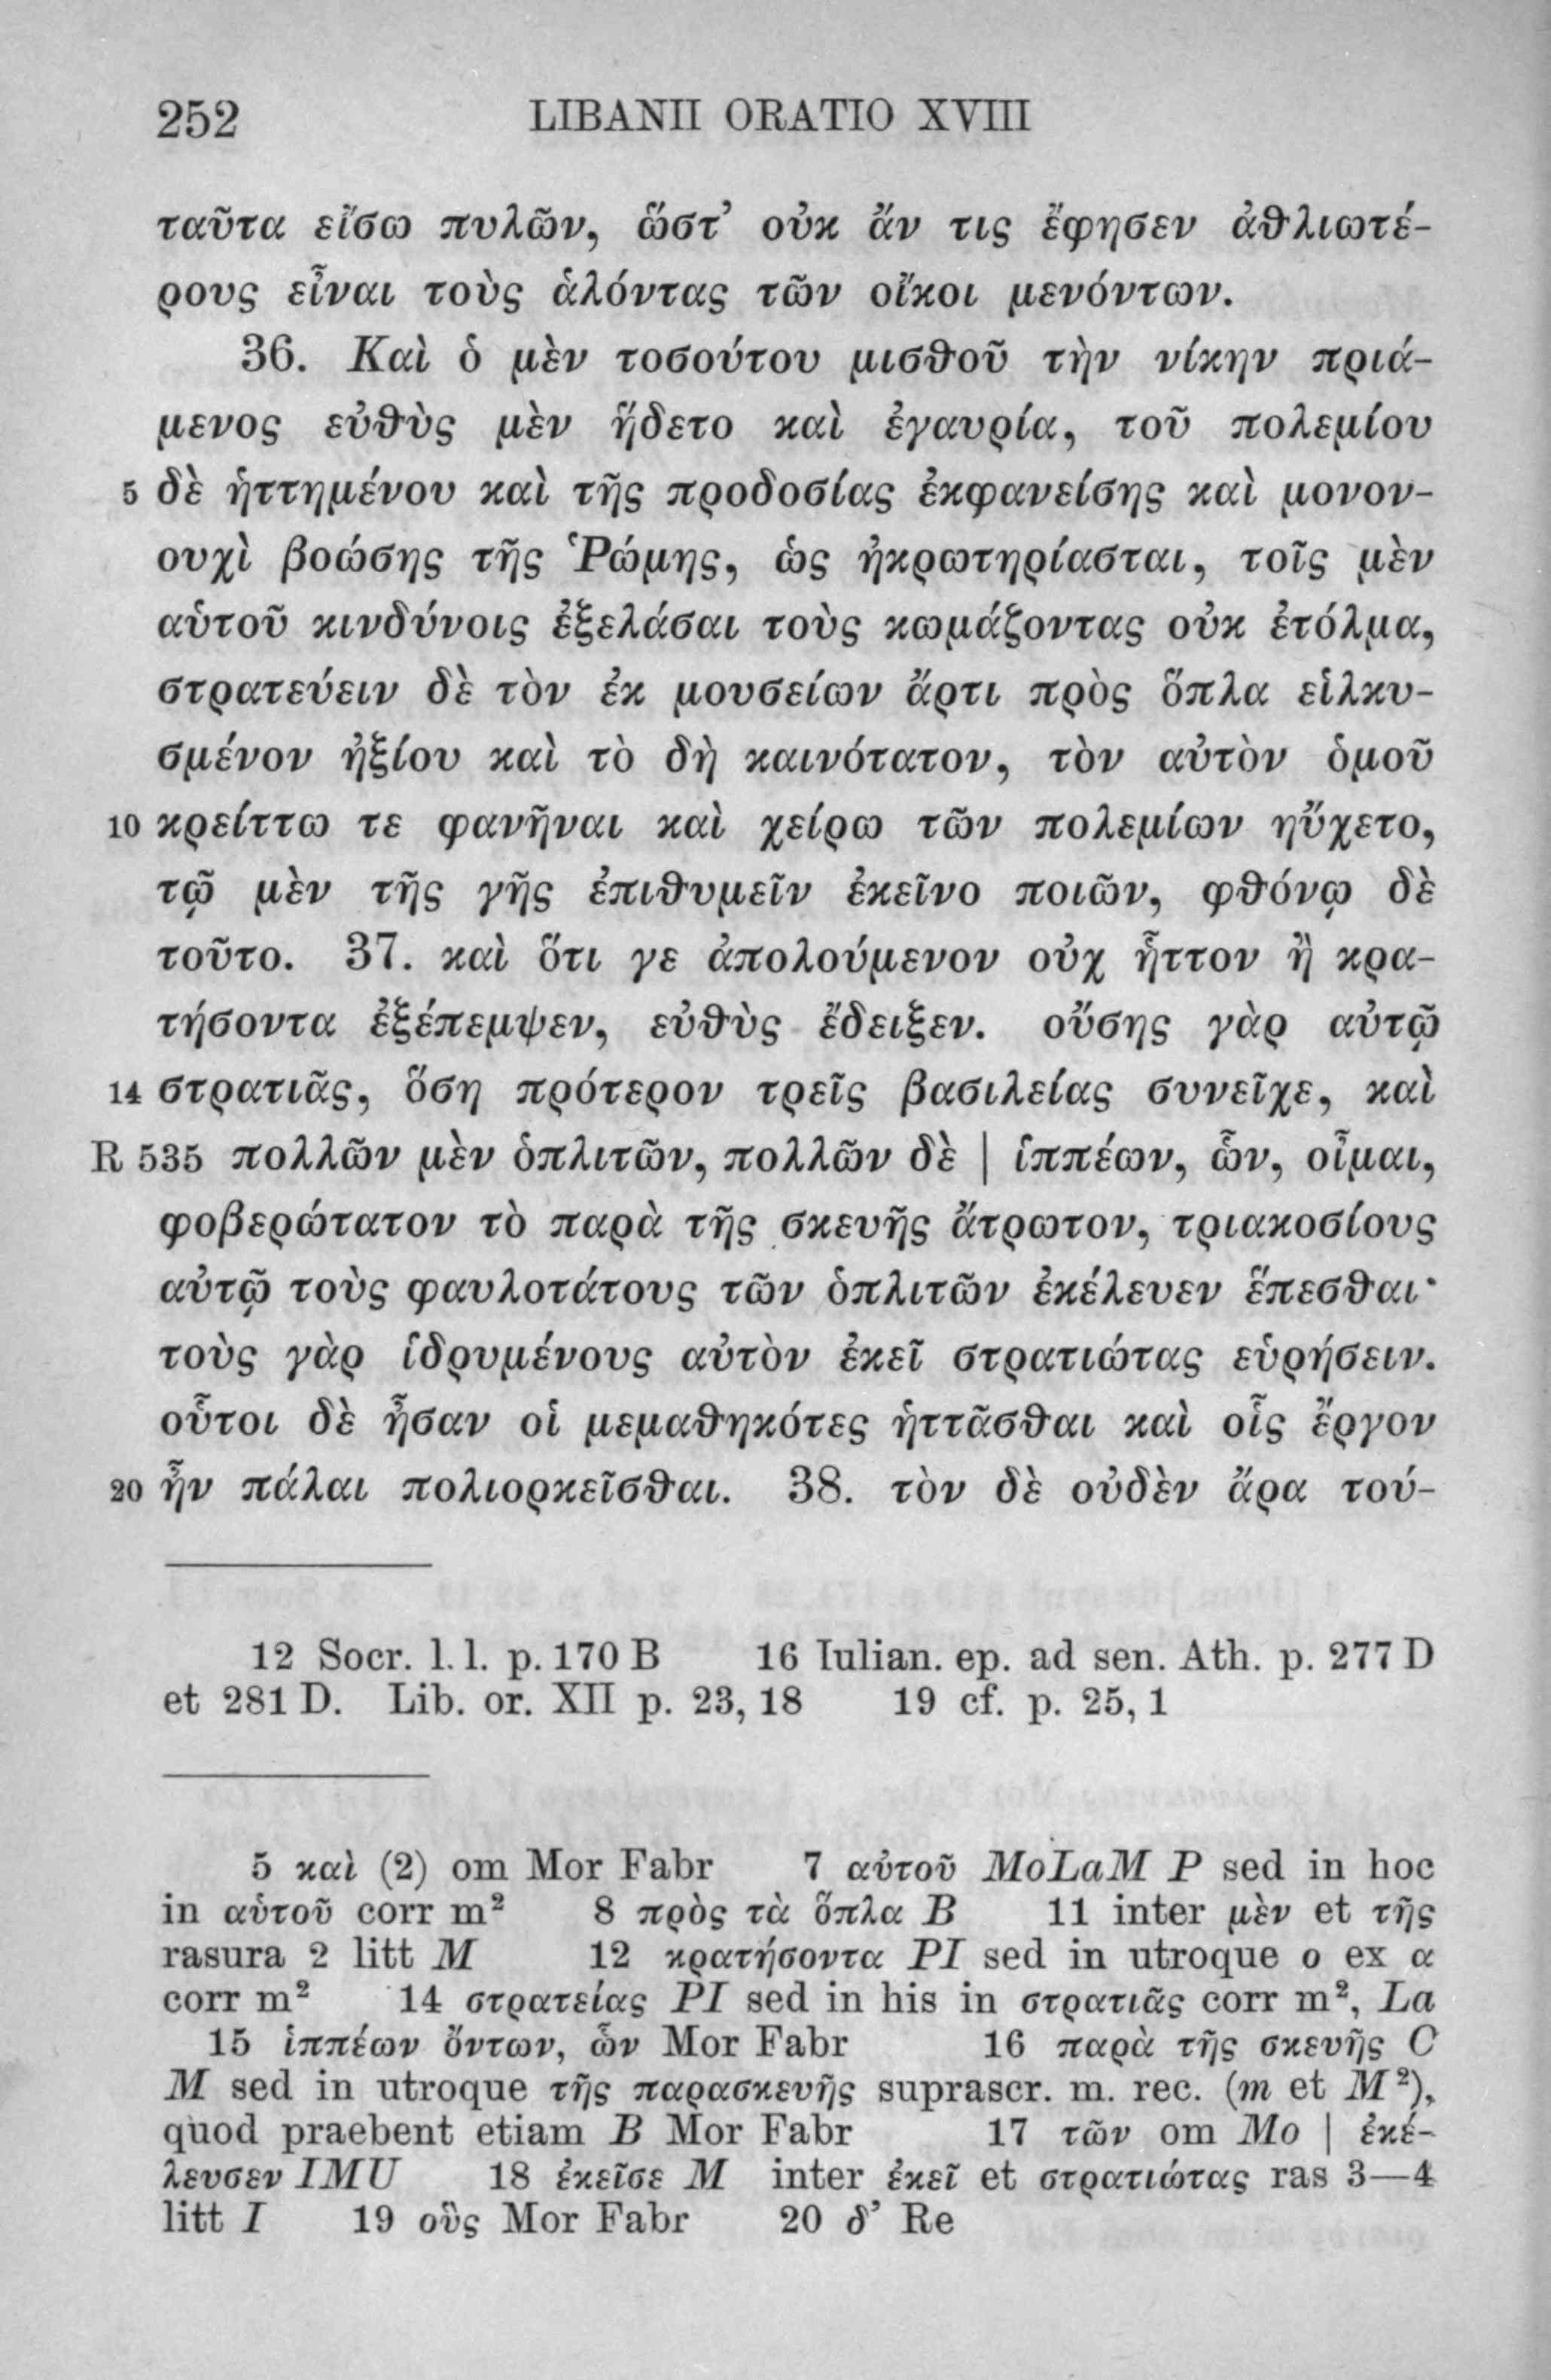 252 LIBANII ORATIO XVIII
ταῦτα εἴσω πυλῶν, ὥστ’ οὐκ ἄν τις ἔφησεν ἀθλιωτέ-
ρους εἶναι τοὺς ἁλόντας τῶν οἴκοι μενόντων.
36. Καὶ ὁ μὲν τοσούτου μισθοῦ τὴν νίκην πριά-
μενος εὐθὺς μὲν ἥδετο καὶ ἐγαυρία, τοῦ πολεμίου
5 δὲ ἡττημένου καὶ τῆς προδοσίας ἐκφανείσης καὶ μονον-
ουχὶ βοώσης τῆς Ῥώμης, ὡς ἠκρωτηρίασται, τοῖς μὲν
αὑτοῦ κινδύνοις ἐξελάσαι τοὺς κωμάζοντας οὐκ ἐτόλμα,
στρατεύειν δὲ τὸν ἐκ μουσείων ἄρτι πρὸς ὅπλα εἱλκυ-
σμένον ἠξίου καὶ τὸ δὴ καινότατον, τὸν αὐτὸν ὁμοῦ
10 κρείττω τε φανῆναι καὶ χείρω τῶν πολεμίων ηὔχετο,
τῷ μὲν τῆς γῆς ἐπιθυμεῖν ἐκεῖνο ποιῶν, φθόνῳ δὲ
τοῦτο. 37. καὶ ὅτι γε ἀπολούμενον οὐχ ἧττον ἢ κρα-
τήσοντα ἐξέπεμψεν, εὐθὺς ἔδειξεν. οὔσης γὰρ αὐτῷ
14 στρατιᾶς, ὅση πρότερον τρεῖς βασιλείας συνεῖχε, καὶ
R 535 πολλῶν μὲν ὁπλιτῶν, πολλῶν δὲ | ἱππέων, ὧν, οἶμαι,
φοβερώτατον τὸ παρὰ τῆς σκευῆς ἄτρωτον, τριακοσίους
αὐτῷ τοὺς φαυλοτάτους τῶν ὁπλιτῶν ἐκέλευεν ἕπεσθαι·
τοὺς γὰρ ἱδρυμένους αὐτὸν ἐκεῖ στρατιώτας εὑρήσειν.
οὗτοι δὲ ἦσαν οἱ μεμαθηκότες ἡττᾶσθαι καὶ οἷς ἔργον
20 ἦν πάλαι πολιορκεῖσθαι. 38. τὸν δὲ οὐδὲν ἄρα τού-
12 Socr. l. l. p. 170 B 16 Iulian. ep. ad sen. Ath. p. 277 D
et 281 D. Lib. or. XII p. 23, 18 19 cf. p. 25, 1
5 καὶ (2) om Mor Fabr 7 αὐτοῦ MoLaM P sed in hoc
in αὑτοῦ corr m² 8 πρὸς τὰ ὅπλα B 11 inter μὲν et τῆς
rasura 2 litt M 12 κρατήσοντα PI sed in utroque ο ex α
corr m² 14 στρατείας PI sed in his in στρατιᾶς corr m², La
15 ἱππέων ὄντων, ὧν Mor Fabr 16 παρὰ τῆς σκευῆς C
M sed in utroque τῆς παρασκευῆς suprascr. m. rec. (m et M²),
quod praebent etiam B Mor Fabr 17 τῶν om Mo | ἐκέ-
λευσεν IMU 18 ἐκεῖσε M inter ἐκεῖ et στρατιώτας ras 3—4
litt I 19 οὓς Mor Fabr 20 δ’ Re